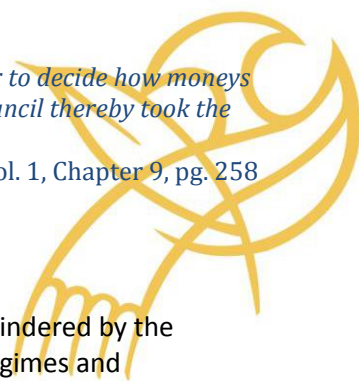 to decide how moneys
uncil thereby took the
ol. 1, Chapter 9, pg. 258
indered by the
gimes and